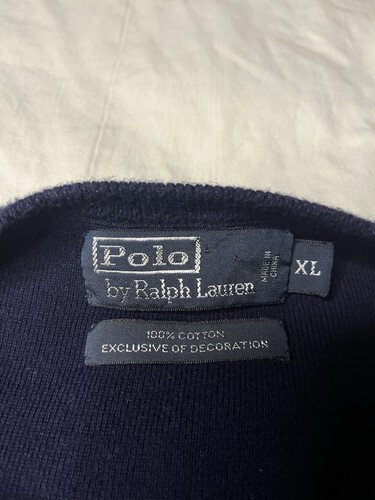 Polo
by Ralph Lauren
MADE IN
CHINA
XL
100% COTTON
EXCLUSIVE OF DECORATION